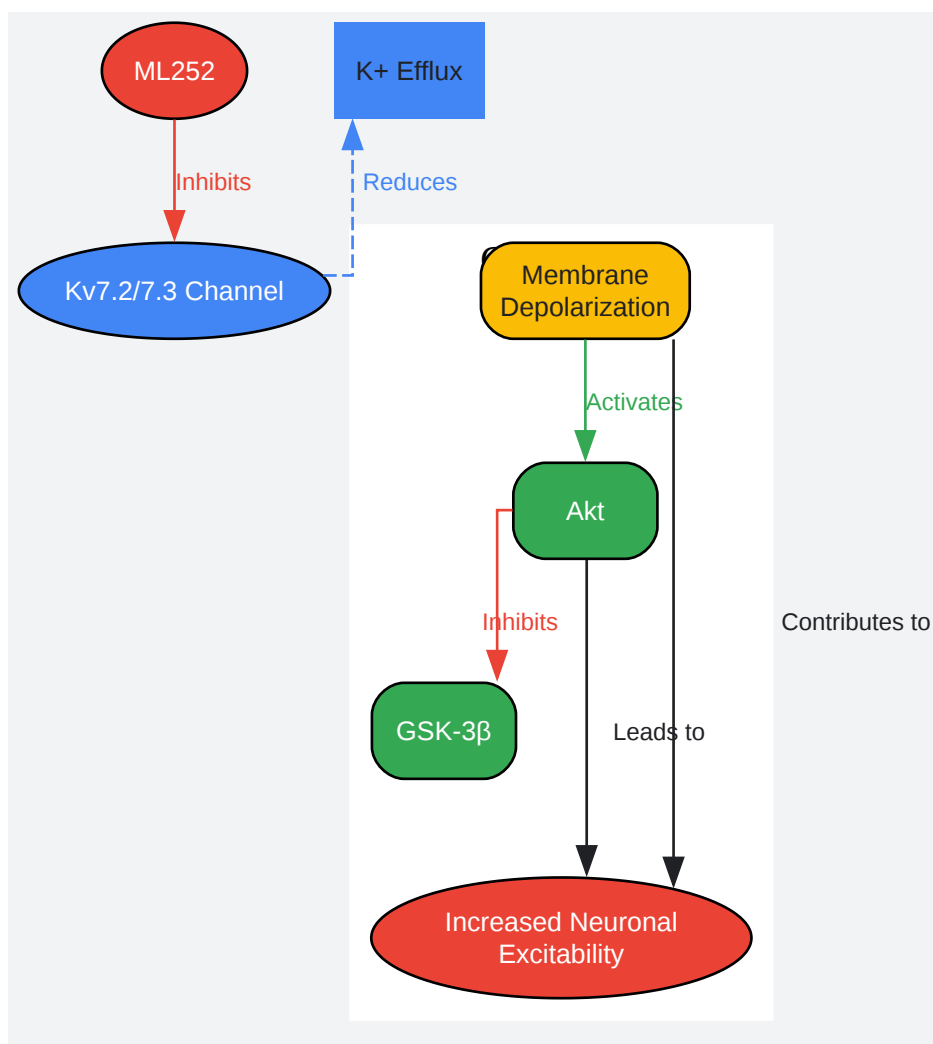 ML252
K+ Efflux
Inhibits
Reduces
Kv7.2/7.3 Channel
Membrane
Depolarization
Activates
Akt
Inhibits
Contributes to
GSK-3β
Leads to
Increased Neuronal
Excitability